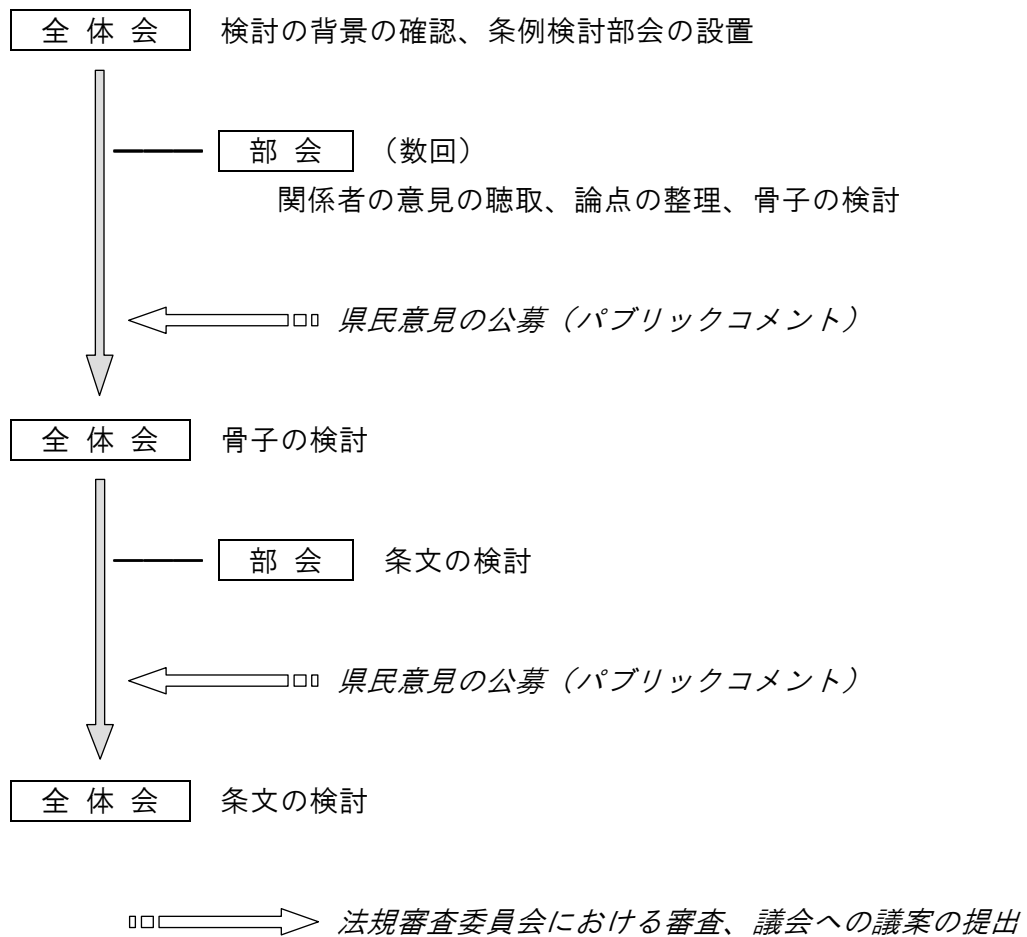 全 体 会 検討の背景の確認、条例検討部会の設置
部 会 （数回）
関係者の意見の聴取、論点の整理、骨子の検討
県民意見の公募（パブリックコメント）
全 体 会 骨子の検討
部 会 条文の検討
県民意見の公募（パブリックコメント）
全 体 会 条文の検討
法規審査委員会における審査、議会への議案の提出